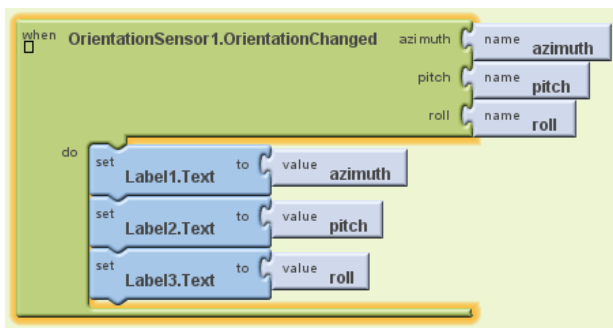 when OrientationSensor1.OrientationChanged azimuth name azimuth
pitch name pitch
roll name roll
do
set Label1.Text to value azimuth
set Label2.Text to value pitch
set Label3.Text to value roll